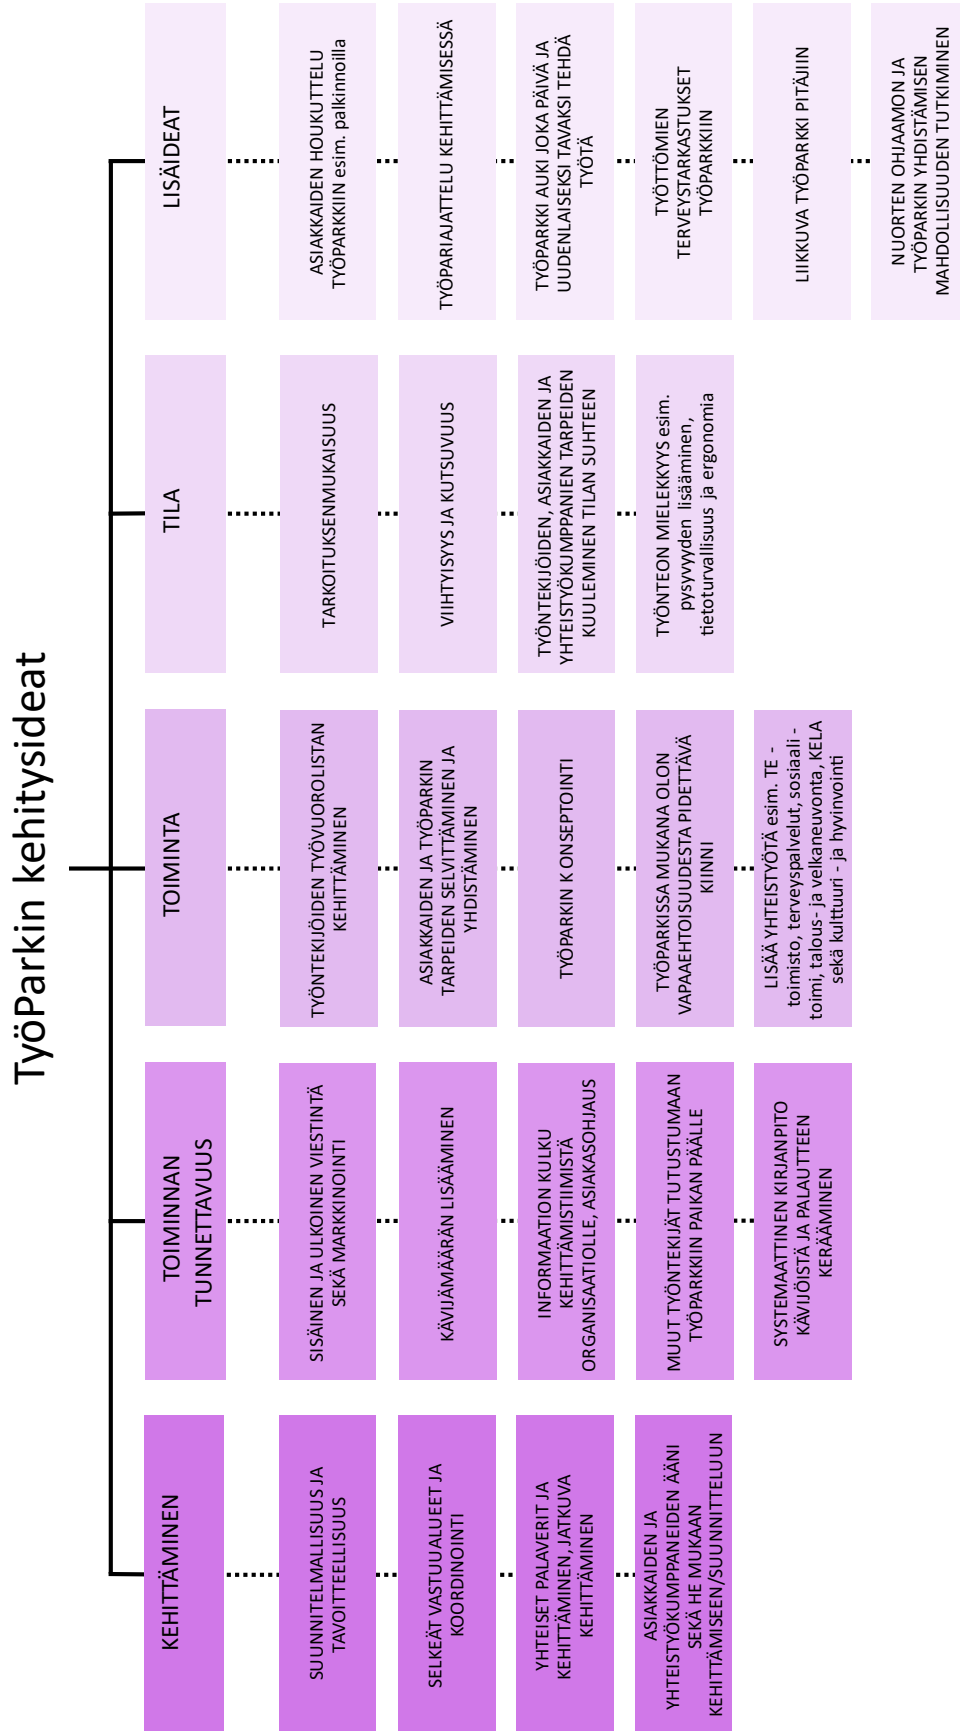 TyöParkin kehitysideat
KEHITTÄMINEN
SUUNNITELMALLISUUS JA
TAVOITTEELLISUUS
SELKEÄT VASTUUALUEET JA
KOORDINOINTI
YHTEISET PALAVERIT JA
KEHITTÄMINEN, JATKUVA
KEHITTÄMINEN
ASIAKKAIDEN JA
YHTEISTYÖKUMPPANEIDEN ÄÄNI
SEKÄ HE MUKAAN
KEHITTÄMISEEN/SUUNNITTELUUN
TOIMINNAN
TUNNETTAVUUS
SISÄINEN JA ULKOINEN VIESTINTÄ
SEKÄ MARKKINOINTI
KÄVIJÄMÄÄRÄN LISÄÄMINEN
INFORMAATION KULKU
KEHITTÄMISTIIMISTÄ
ORGANISAATIOLLE, ASIAKASOHJAUS
MUUT TYÖNTEKIJÄT TUTUSTUMAAN
TYÖPARKKIIN PAIKAN PÄÄLLE
SYSTEMAATTINEN KIRJANPITO
KÄVIJÖISTÄ JA PALAUTTEEN
KERÄÄMINEN
TOIMINTA
TYÖNTEKIJÖIDEN TYÖVUOROLISTAN
KEHITTÄMINEN
ASIAKKAIDEN JA TYÖPARKIN
TARPEIDEN SELVITTÄMINEN JA
YHDISTÄMINEN
TYÖPARKIN K ONSEPTOINTI
TYÖPARKISSA MUKANA OLON
VAPAAEHTOISUUDESTA PIDETTÄVÄ
KIINNI
LISÄÄ YHTEISTYÖTÄ esim. TE -
toimisto, terveyspalvelut, sosiaali -
toimi, talous- ja velkaneuvonta, KELA
sekä kulttuuri - ja hyvinvointi
TILA
TARKOITUKSENMUKAISUUS
VIIHTYISYYS JA KUTSUVUUS
TYÖNTEKIJÖIDEN, ASIAKKAIDEN JA
YHTEISTYÖKUMPPANIEN TARPEIDEN
KUULEMINEN TILAN SUHTEEN
TYÖNTEON MIELEKKYYS esim.
pysyvyyden lisääminen,
tietoturvallisuus ja ergonomia
LISÄIDEAT
ASIAKKAIDEN HOUKUTTELU
TYÖPARKKIIN esim. palkinnoilla
TYÖPARIAJATTELU KEHITTÄMISESSÄ
TYÖPARKKI AUKI JOKA PÄIVÄ JA
UUDENLAISEKSI TAVAKSI TEHDÄ
TYÖTÄ
TYÖTTÖMIEN
TERVEYSTARKASTUKSET
TYÖPARKKIIN
LIIKKUVA TYÖPARKKI PITÄJIIN
NUORTEN OHJAAMON JA
TYÖPARKIN YHDISTÄMISEN
MAHDOLLISUUDEN TUTKIMINEN